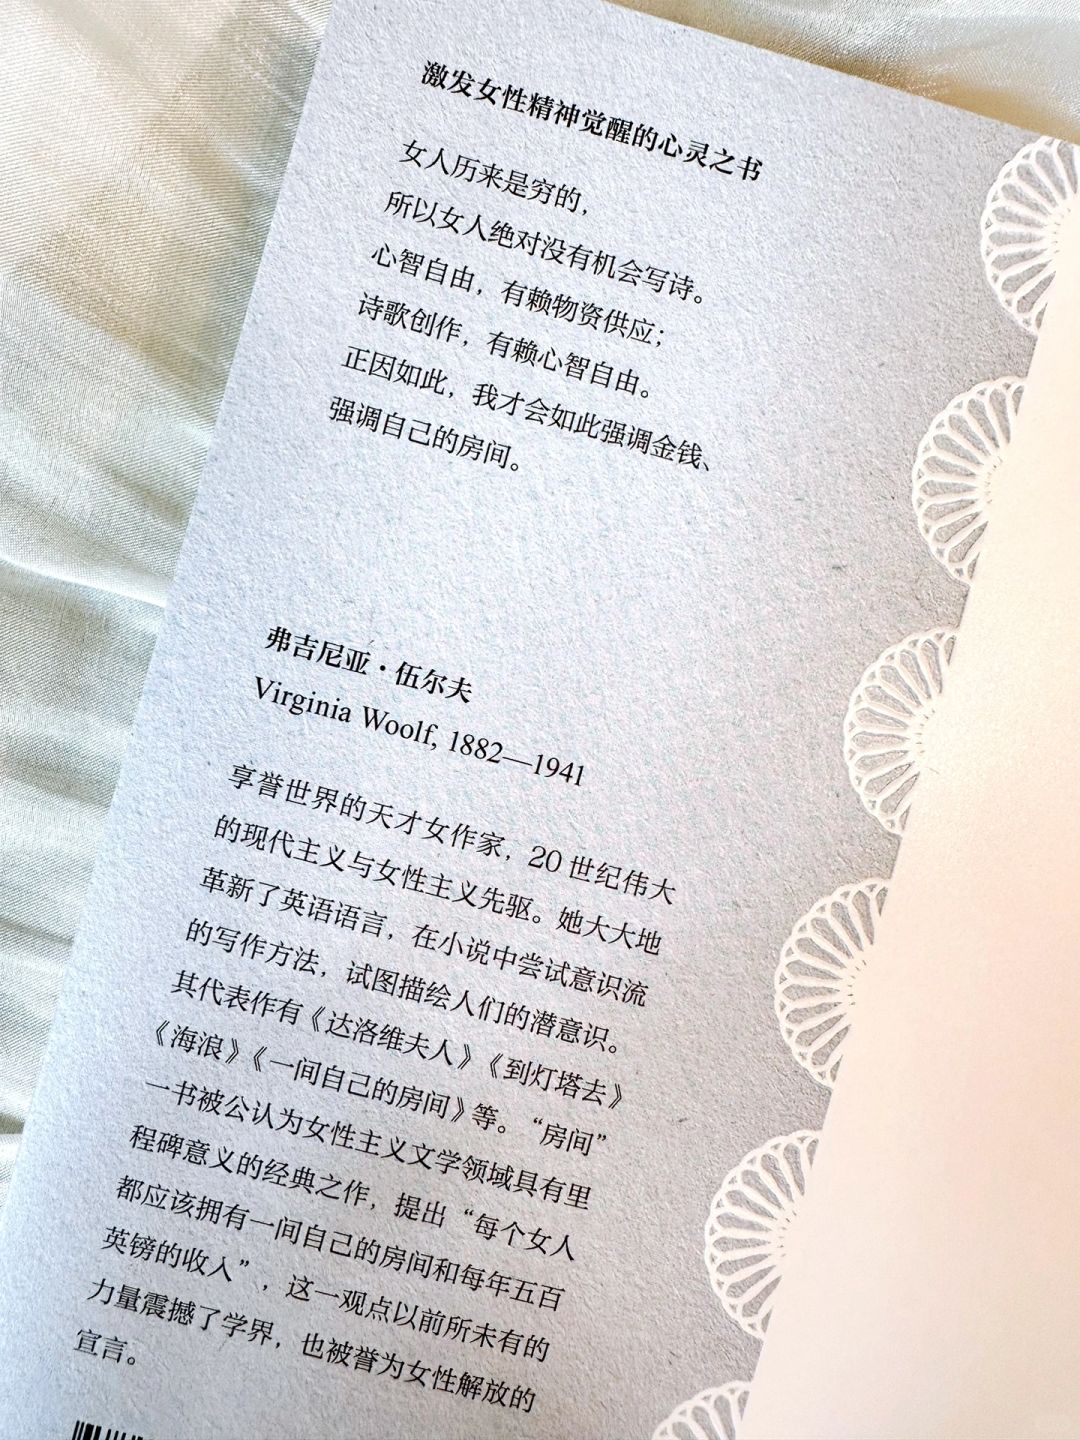 激发女性精神觉醒的心灵之书
女人历来是穷的，
所以女人绝对没有机会写诗。
心智自由，有赖物资供应；
诗歌创作，有赖心智自由。
正因如此，我才会如此强调金钱、
强调自己的房间。
弗吉尼亚·伍尔夫
Virginia Woolf, 1882—1941
享誉世界的天才女作家，20 世纪伟大
的现代主义与女性主义先驱。她大大地
革新了英语语言，在小说中尝试意识流
的写作方法，试图描绘人们的潜意识。
其代表作有《达洛维夫人》《到灯塔去》
《海浪》《一间自己的房间》等。“房间”
一书被公认为女性主义文学领域具有里
程碑意义的经典之作，提出“每个女人
都应该拥有一间自己的房间和每年五百
英镑的收入”，这一观点以前所未有的
力量震撼了学界，也被誉为女性解放的
宣言。